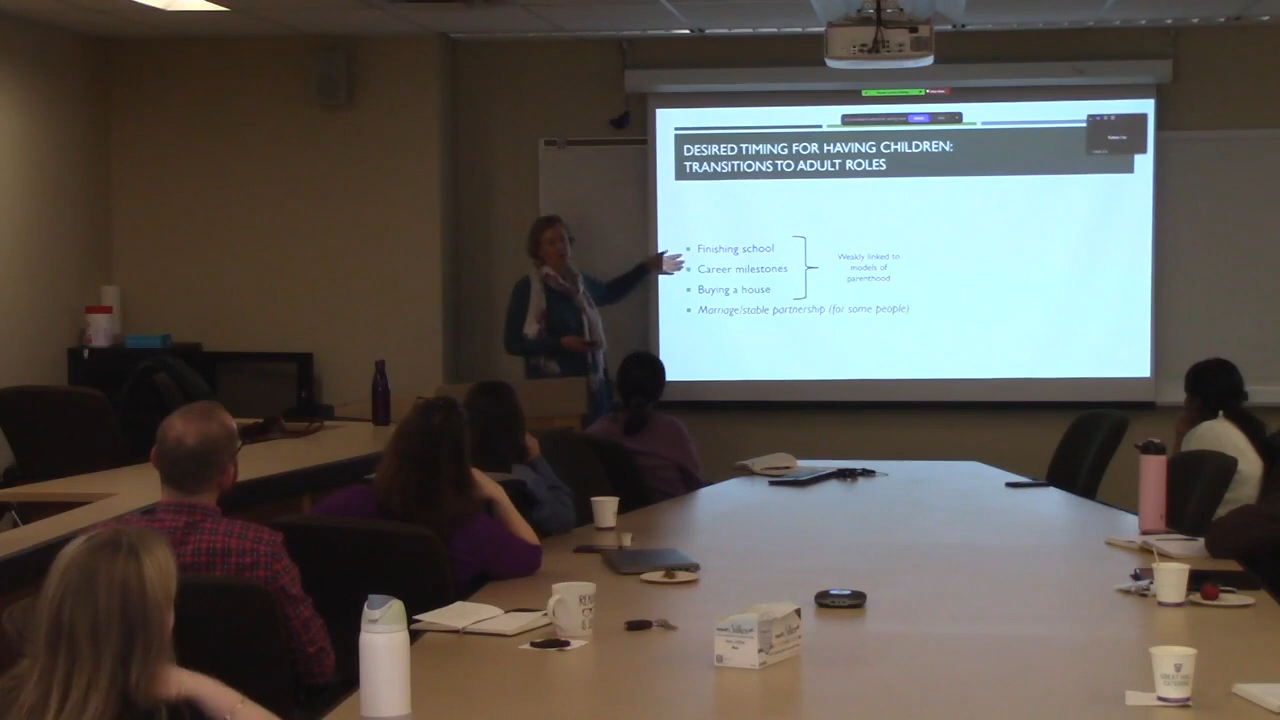 DESIRED TIMING FOR HAVING CHILDREN:
TRANSITIONS TO ADULT ROLES
Finishing school
Career milestones
Buying a house
Marriage/stable partnership (for some people)
Weakly linked to
models of
parenthood